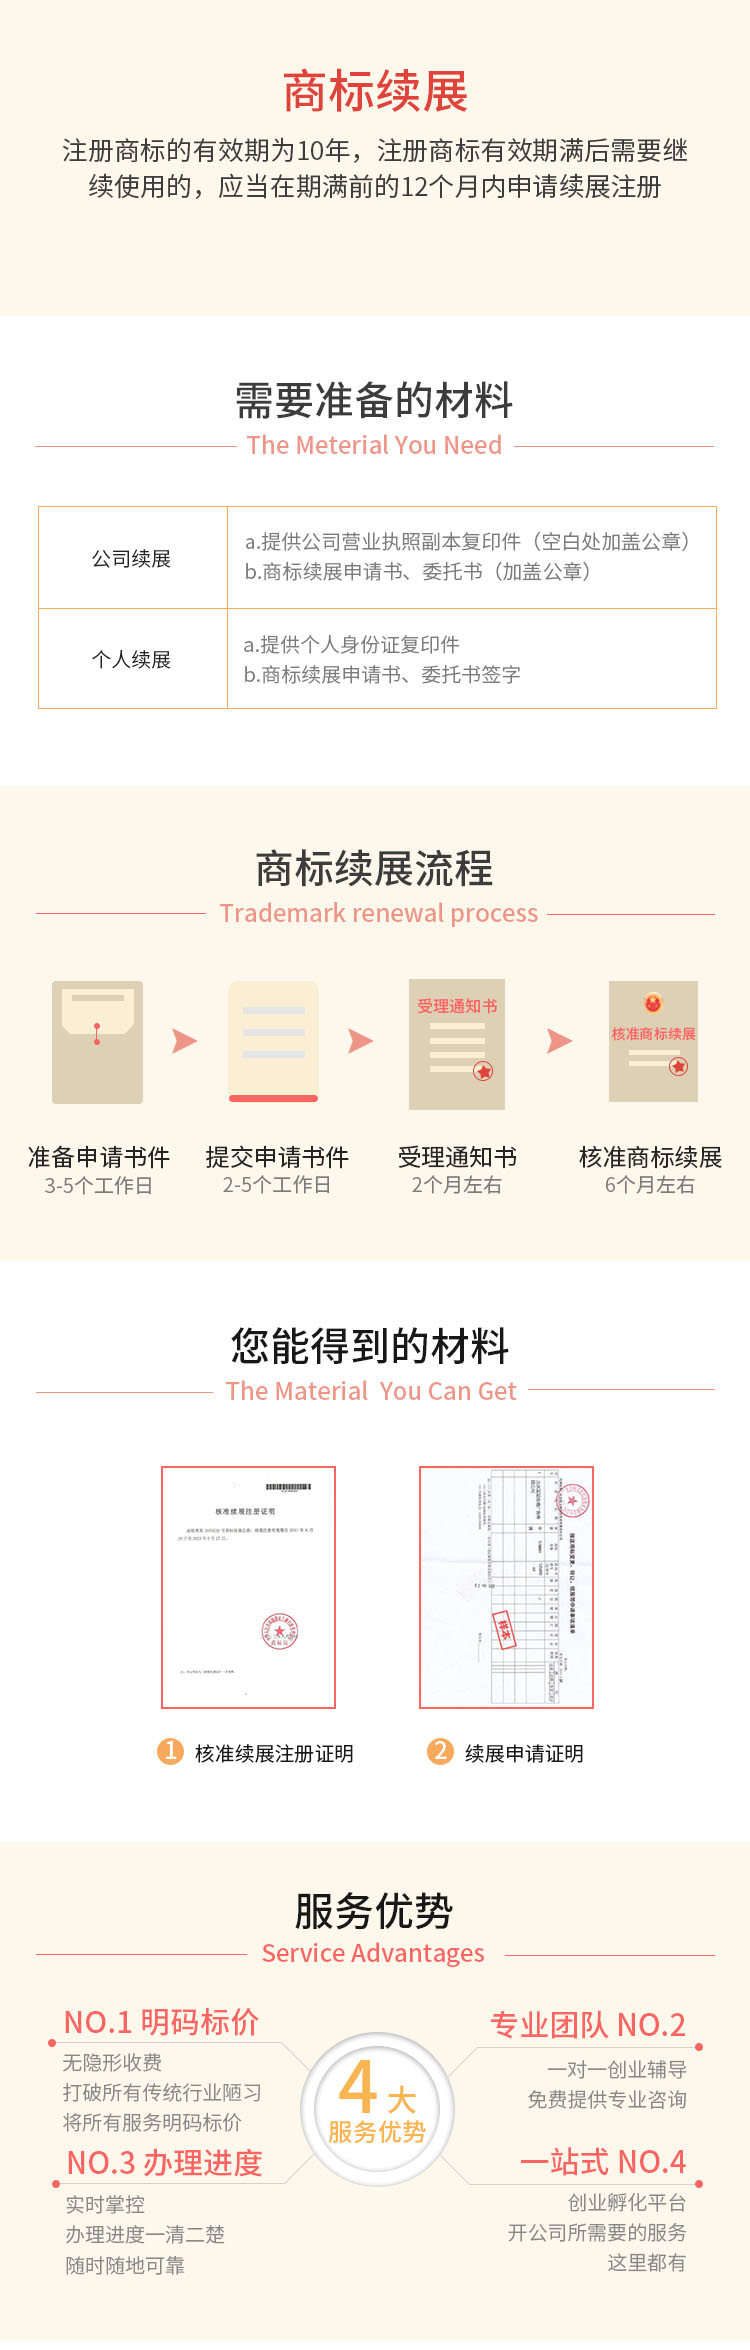 商标续展
注册商标的有效期为10年，注册商标有效期满后需要继
续使用的，应当在期满前的12个月内申请续展注册
需要准备的材料
The Meterial You Need
公司续展
a.提供公司营业执照副本复印件（空白处加盖公章）
b.商标续展申请书、委托书（加盖公章）
个人续展
a.提供个人身份证复印件
b.商标续展申请书、委托书签字
商标续展流程
Trademark renewal process
受理通知书
核准商标续展
准备申请书件
3-5个工作日
提交申请书件
2-5个工作日
受理通知书
2个月左右
核准商标续展
6个月左右
您能得到的材料
The Material You Can Get
核准续展注册证明
样本
1 核准续展注册证明
2 续展申请证明
服务优势
Service Advantages
NO.1 明码标价
无隐形收费
打破所有传统行业陋习
将所有服务明码标价
专业团队 NO.2
一对一创业辅导
免费提供专业咨询
4大
服务优势
NO.3 办理进度
实时掌控
办理进度一清二楚
随时随地可靠
一站式 NO.4
创业孵化平台
开公司所需要的服务
这里都有